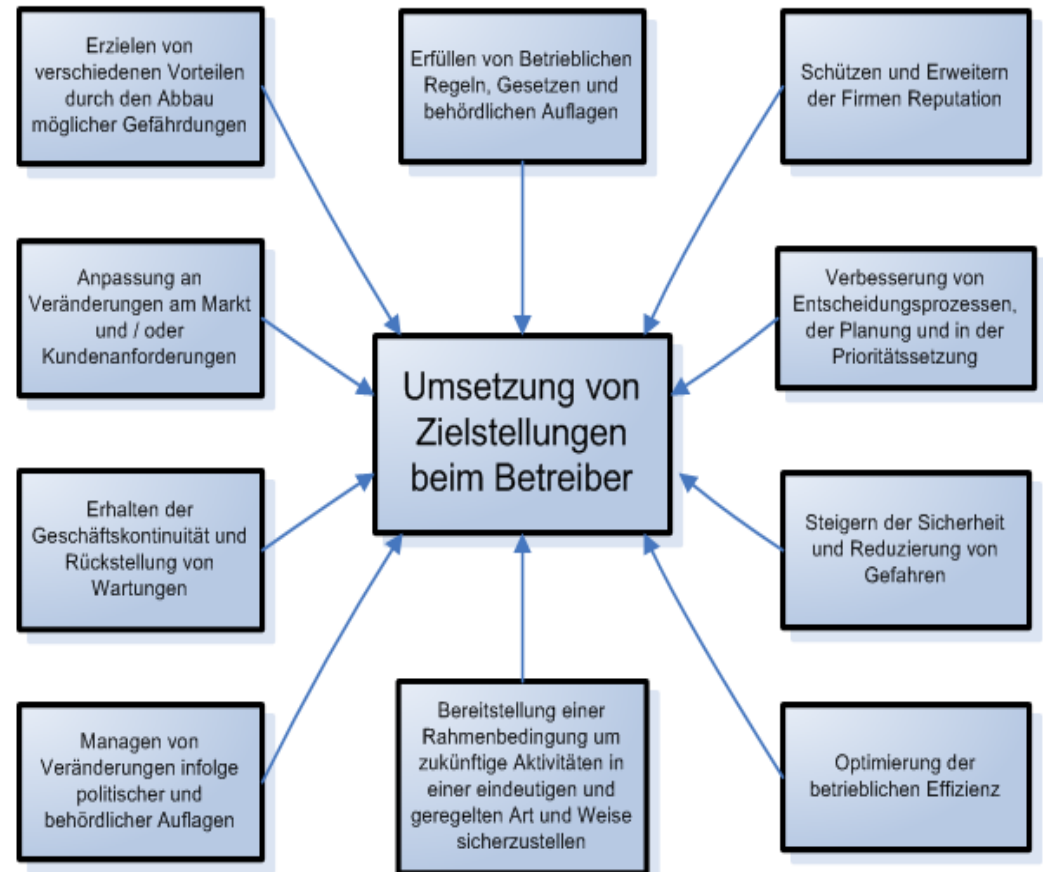 Erzielen von
verschiedenen Vorteilen
durch den Abbau
möglicher Gefährdungen
Erfüllen von Betrieblichen
Regeln, Gesetzen und
behördlichen Auflagen
Schützen und Erweitern
der Firmen Reputation
Anpassung an
Veränderungen am Markt
und / oder
Kundenanforderungen
Umsetzung von
Zielstellungen
beim Betreiber
Verbesserung von
Entscheidungsprozessen,
der Planung und in der
Prioritätssetzung
Erhalten der
Geschäftskontinuität und
Rückstellung von
Wartungen
Steigern der Sicherheit
und Reduzierung von
Gefahren
Managen von
Veränderungen infolge
politischer und
behördlicher Auflagen
Bereitstellung einer
Rahmenbedingung um
zukünftige Aktivitäten in
einer eindeutigen und
geregelten Art und Weise
sicherzustellen
Optimierung der
betrieblichen Effizienz